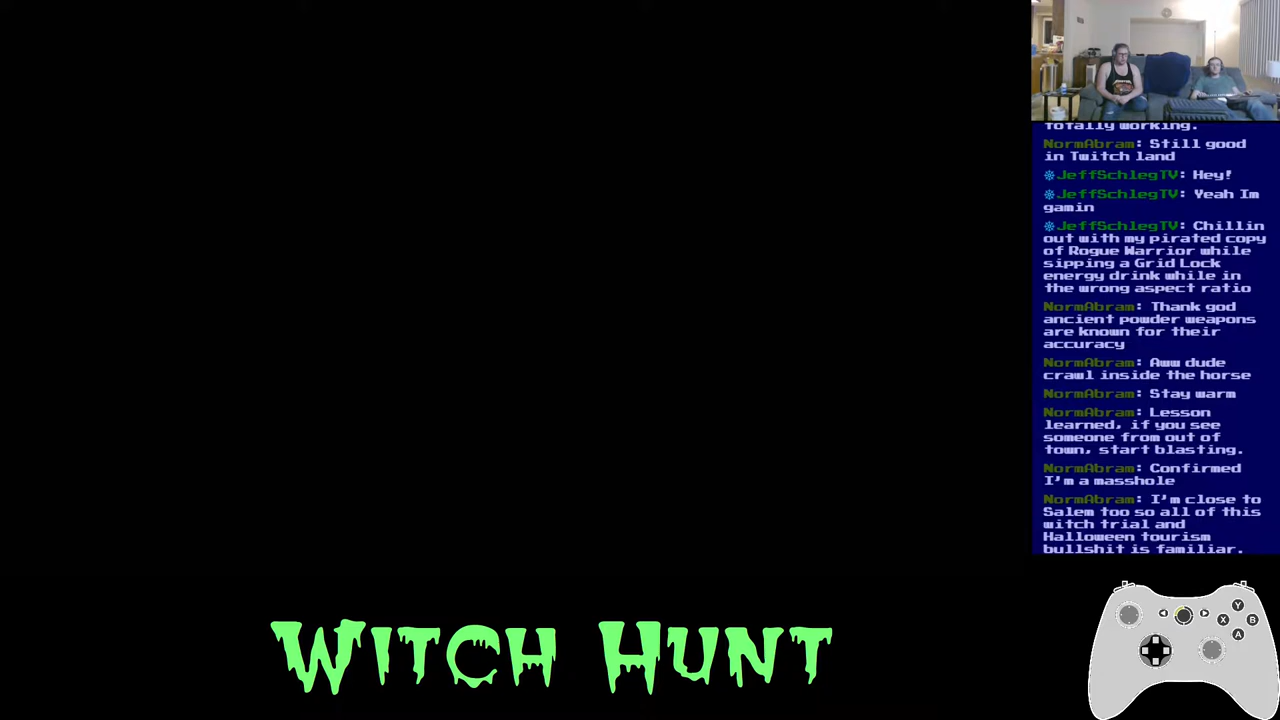 totally working.
NormAbram: Still good
in Twitch land
JeffSchlegTV: Hey!
JeffSchlegTV: Yeah Im
gamin
JeffSchlegTV: Chillin
out with my pirated copy
of Rogue Warrior while
sipping a Grid Lock
energy drink while in
the wrong aspect ratio
NormAbram: Thank god
ancient powder weapons
are known for their
accuracy
NormAbram: Aww dude
crawl inside the horse
NormAbram: Stay warm
NormAbram: Lesson
learned, if you see
someone from out of
town, start blasting.
NormAbram: Confirmed
I'm a masshole
NormAbram: I'm close to
Salem too so all of this
witch trial and
Halloween tourism
bullshit is familiar.
Witch Hunt
Y
X
B
A